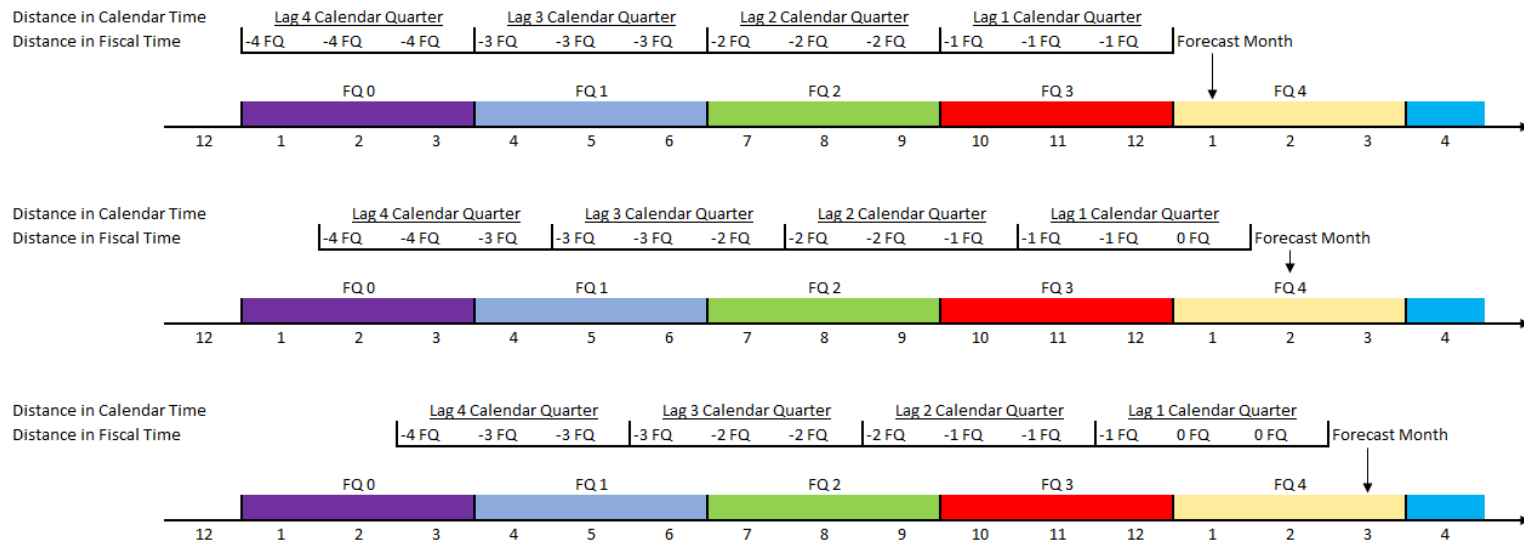 Distance in Calendar Time Lag 4 Calendar Quarter Lag 3 Calendar Quarter Lag 2 Calendar Quarter Lag 1 Calendar Quarter
Distance in Fiscal Time -4 FQ -4 FQ -4 FQ -3 FQ -3 FQ -3 FQ -2 FQ -2 FQ -2 FQ -1 FQ -1 FQ -1 FQ Forecast Month
FQ 0 FQ 1 FQ 2 FQ 3 FQ 4
12 1 2 3 4 5 6 7 8 9 10 11 12 1 2 3 4
Distance in Calendar Time Lag 4 Calendar Quarter Lag 3 Calendar Quarter Lag 2 Calendar Quarter Lag 1 Calendar Quarter
Distance in Fiscal Time -4 FQ -4 FQ -3 FQ -3 FQ -3 FQ -2 FQ -2 FQ -2 FQ -1 FQ -1 FQ -1 FQ 0 FQ Forecast Month
FQ 0 FQ 1 FQ 2 FQ 3 FQ 4
12 1 2 3 4 5 6 7 8 9 10 11 12 1 2 3 4
Distance in Calendar Time Lag 4 Calendar Quarter Lag 3 Calendar Quarter Lag 2 Calendar Quarter Lag 1 Calendar Quarter
Distance in Fiscal Time -4 FQ -3 FQ -3 FQ -3 FQ -2 FQ -2 FQ -2 FQ -1 FQ -1 FQ -1 FQ 0 FQ 0 FQ Forecast Month
FQ 0 FQ 1 FQ 2 FQ 3 FQ 4
12 1 2 3 4 5 6 7 8 9 10 11 12 1 2 3 4